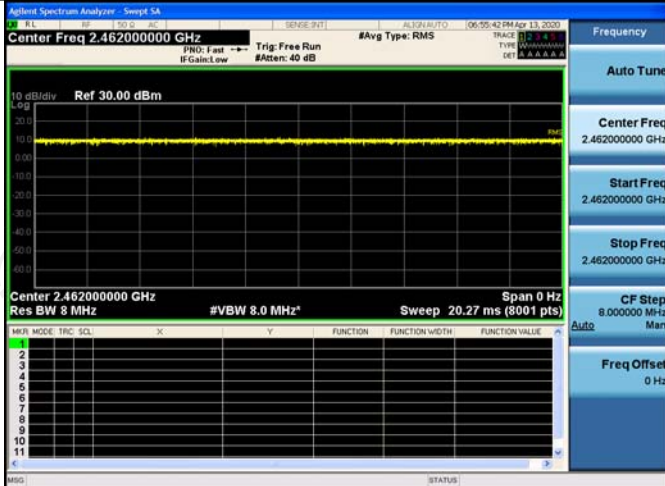 Agilent Spectrum Analyzer - Swept SA
RL RF 50 Ω AC SENSE:INT ALIGN AUTO 06:55:42 PM Apr 13, 2020
Center Freq 2.462000000 GHz
PNO: Fast
IFGain:Low
Trig: Free Run
#Atten: 40 dB
#Avg Type: RMS
TRACE 1 2 3 4 5
TYPE
DET A A A A A A
10 dB/div Ref 30.00 dBm
Log
20.0
10.0
0.00
-10.0
-20.0
-30.0
-40.0
-50.0
-60.0
RMS
Center 2.462000000 GHz Span 0 Hz
Res BW 8 MHz #VBW 8.0 MHz* Sweep 20.27 ms (8001 pts)
MKR MODE TRC SCL X Y FUNCTION FUNCTION WIDTH FUNCTION VALUE
1
2
3
4
5
6
7
8
9
10
11
MSG STATUS
Frequency
Auto Tune
Center Freq
2.462000000 GHz
Start Freq
2.462000000 GHz
Stop Freq
2.462000000 GHz
CF Step
8.000000 MHz
Auto Man
Freq Offset
0 Hz